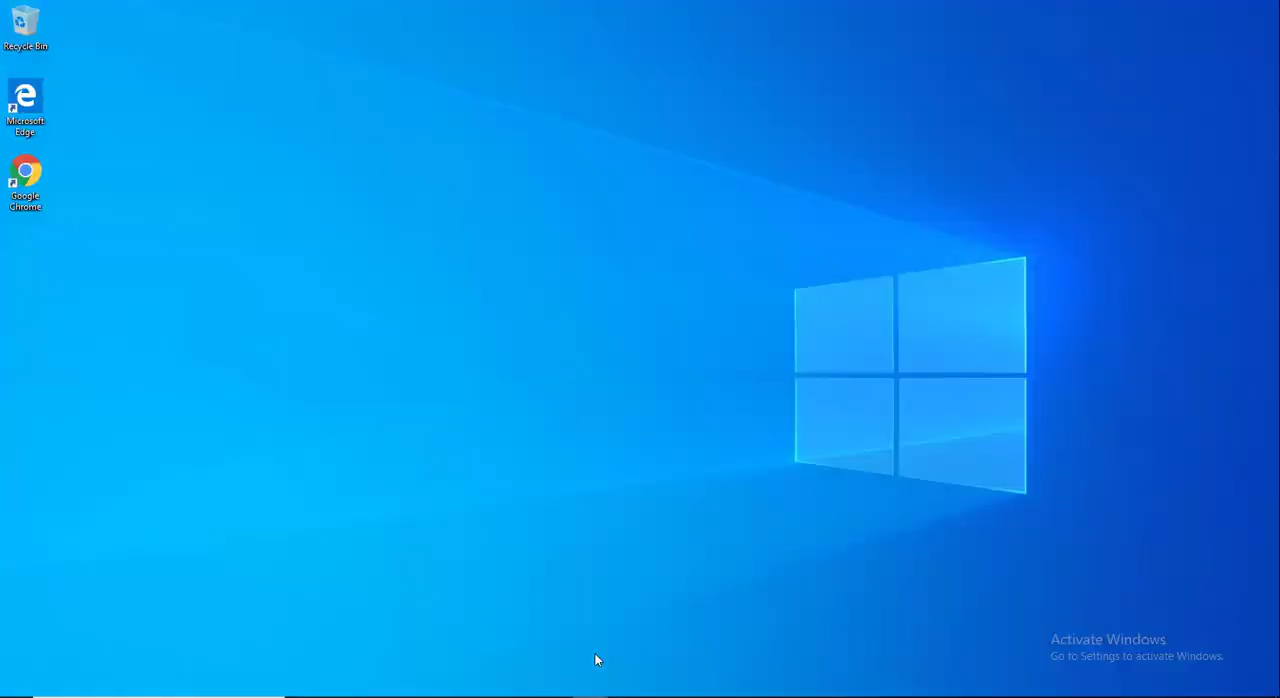 Recycle Bin
Microsoft
Edge
Google
Chrome
Activate Windows
Go to Settings to activate Windows.